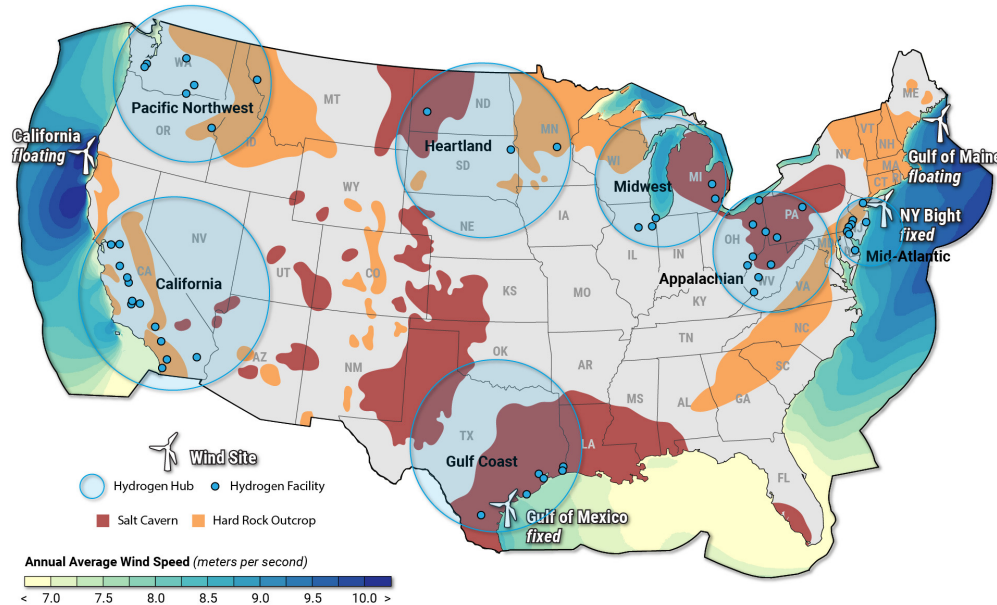 WA
Pacific Northwest
OR
ID
MT
ND
Heartland
SD
MN
WI
Midwest
MI
ME
VT
NH
NY
MA
CT
RI
California
floating
Gulf of Maine
floating
NY Bight
fixed
NJ
Mid-Atlantic
MD
PA
OH
Appalachian
WV
VA
WY
NE
IA
IL
IN
NV
UT
CO
CA
California
KS
MO
KY
NC
TN
SC
AZ
NM
OK
AR
MS
AL
GA
TX
Gulf Coast
LA
FL
Gulf of Mexico
fixed
Wind Site
Hydrogen Hub
Hydrogen Facility
Salt Cavern
Hard Rock Outcrop
Annual Average Wind Speed (meters per second)
< 7.0 7.5 8.0 8.5 9.0 9.5 10.0 >